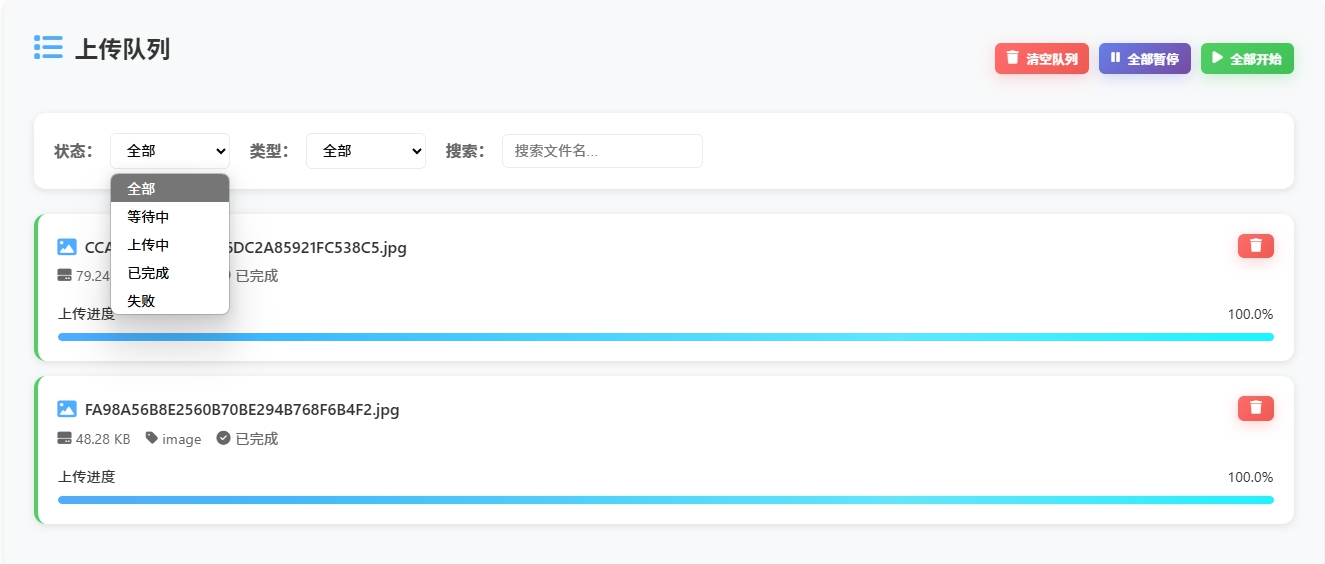 上传队列
清空队列 全部暂停 全部开始
状态： 全部 类型： 全部 搜索： 搜索文件名...
全部
等待中
上传中
已完成
失败
CCA 6DC2A85921FC538C5.jpg
79.24 已完成
上传进度 100.0%
FA98A56B8E2560B70BE294B768F6B4F2.jpg
48.28 KB image 已完成
上传进度 100.0%